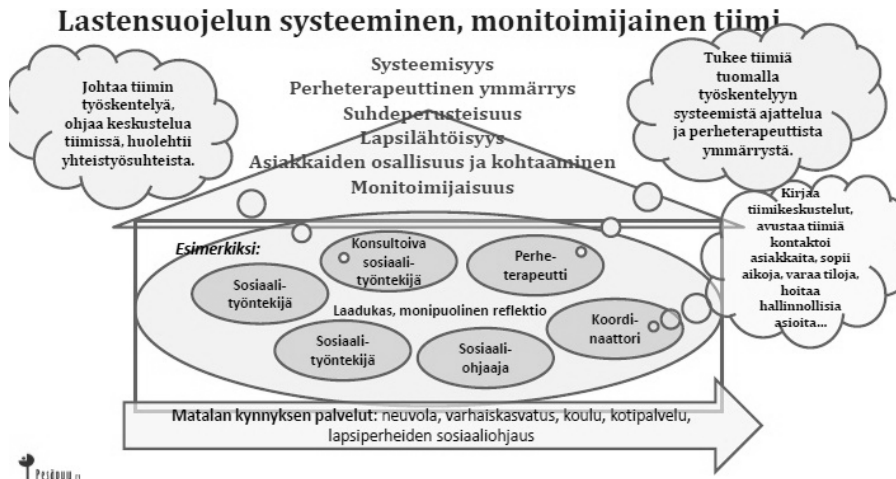 Lastensuojelun systeeminen, monitoimijainen tiimi
Johtaa tiimin
työskentelyä,
ohjaa keskustelua
tiimissä, huolehtii
yhteistyösuhteista.
Systeemisyys
Perheterapeuttinen ymmärrys
Suhdeperusteisuus
Lapsilähtöisyys
Asiakkaiden osallisuus ja kohtaaminen
Monitoimijaisuus
Tukee tiimiä
tuomalla
työskentelyyn
systeemistä ajattelua
ja perheterapeuttista
ymmärrystä.
Kirjaa
tiimikeskustelut,
avustaa tiimiä
kontaktoi
asiakkaita, sopii
aikoja, varaa tiloja,
hoitaa
hallinnollisia
asioita...
Esimerkiksi:
Konsultoiva
sosiaali-
työntekijä
Perhe-
terapeutti
Sosiaali-
työntekijä
Laadukas, monipuolinen reflektio
Koordi-
naattori
Sosiaali-
työntekijä
Sosiaali-
ohjaaja
Matalan kynnyksen palvelut: neuvola, varhaiskasvatus, koulu, kotipalvelu,
lapsiperheiden sosiaaliohjaus
Pesäpuu ry